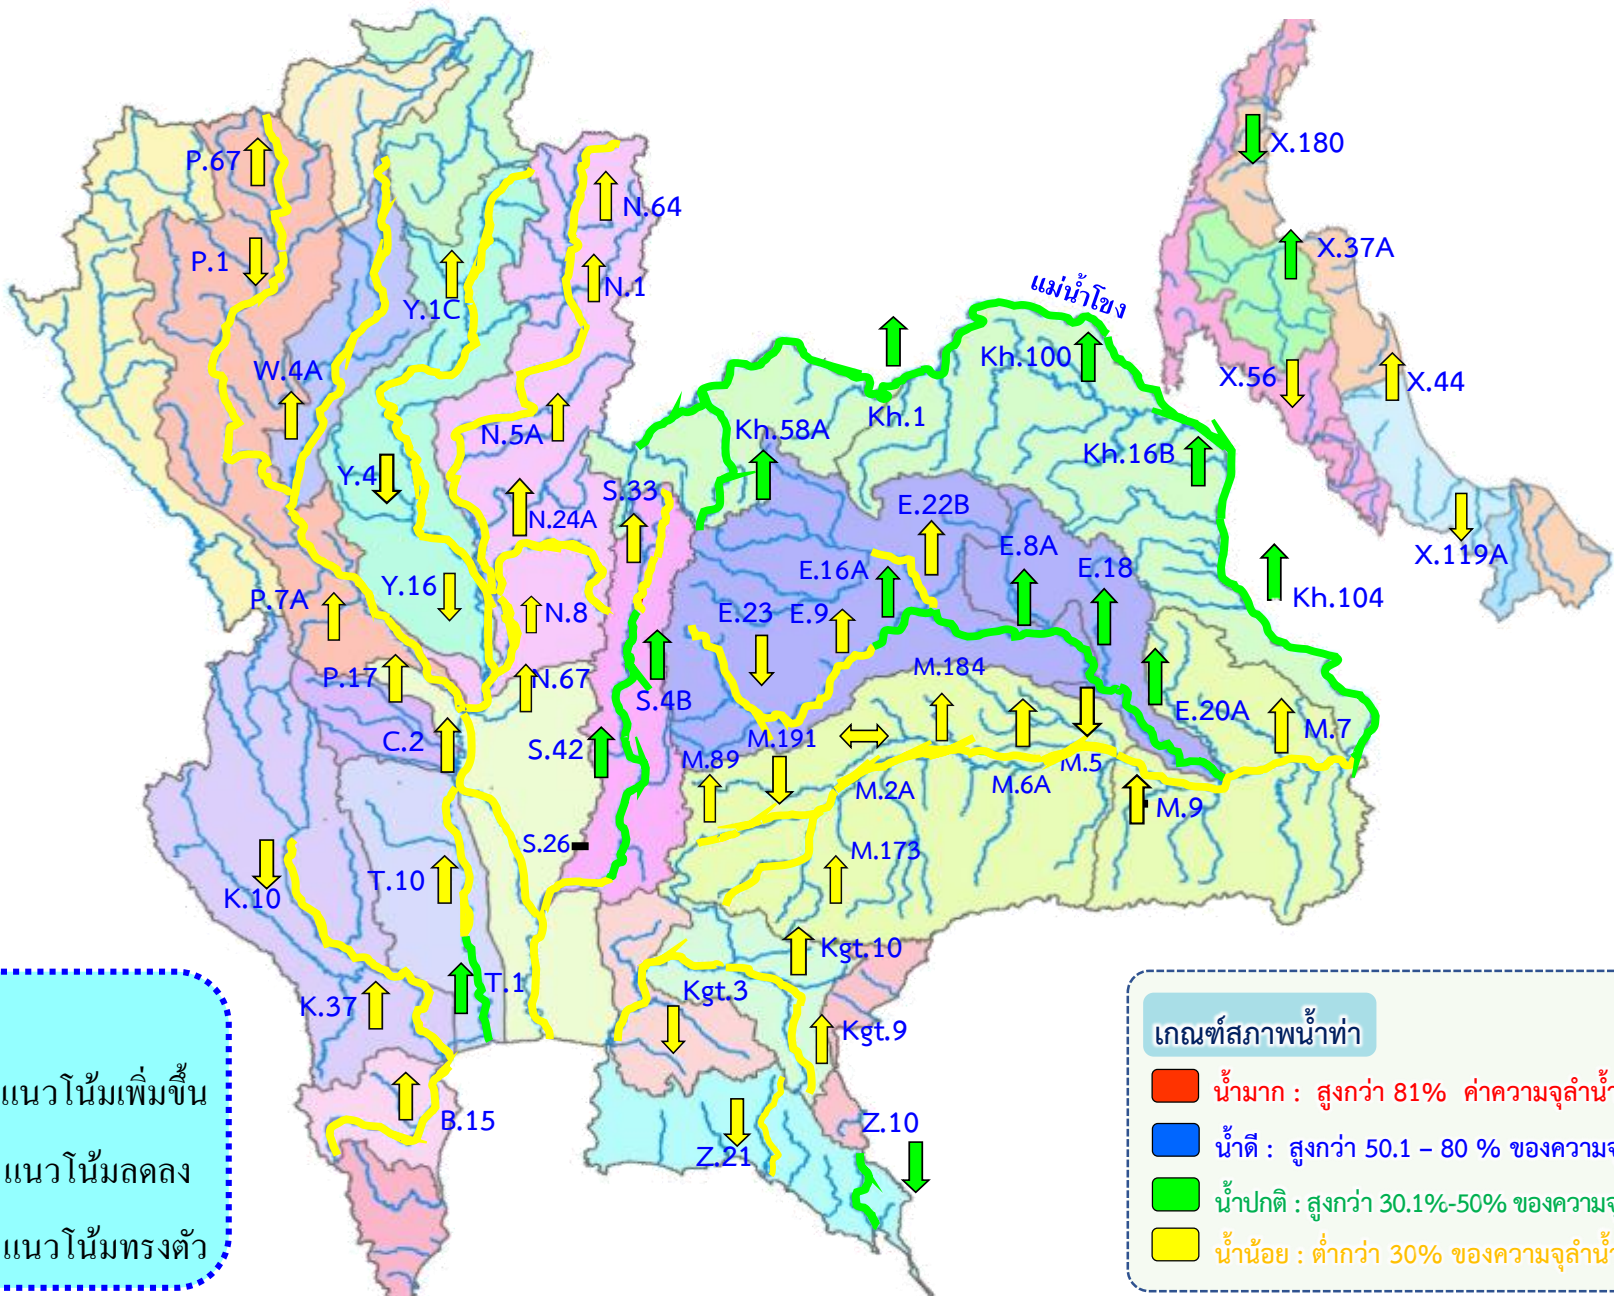 P.67
X.180
N.64
P.1
X.37A
N.1
แม่น้ำโขง
Y.1C
Kh.100
W.4A
X.56
X.44
Kh.1
N.5A
Kh.58A
Kh.16B
Y.4
S.33
E.22B
N.24A
E.8A
X.119A
E.16A
E.18
Y.16
P.7A
N.8
E.23
E.9
Kh.104
M.184
P.17
N.67
S.4B
E.20A
M.7
C.2
S.42
M.191
M.89
M.5
M.2A
M.6A
M.9
S.26
M.173
T.10
K.10
Kgt.10
T.1
Kgt.3
K.37
Kgt.9
B.15
Z.10
Z.21
แนวโน้มเพิ่มขึ้น
แนวโน้มลดลง
แนวโน้มทรงตัว
เกณฑ์สภาพน้ำท่า
น้ำมาก : สูงกว่า 81% ค่าความจุลำน้ำ
น้ำดี : สูงกว่า 50.1 – 80 % ของความจ
น้ำปกติ : สูงกว่า 30.1%-50% ของความจ
น้ำน้อย : ต่ำกว่า 30% ของความจุลำน้ำ